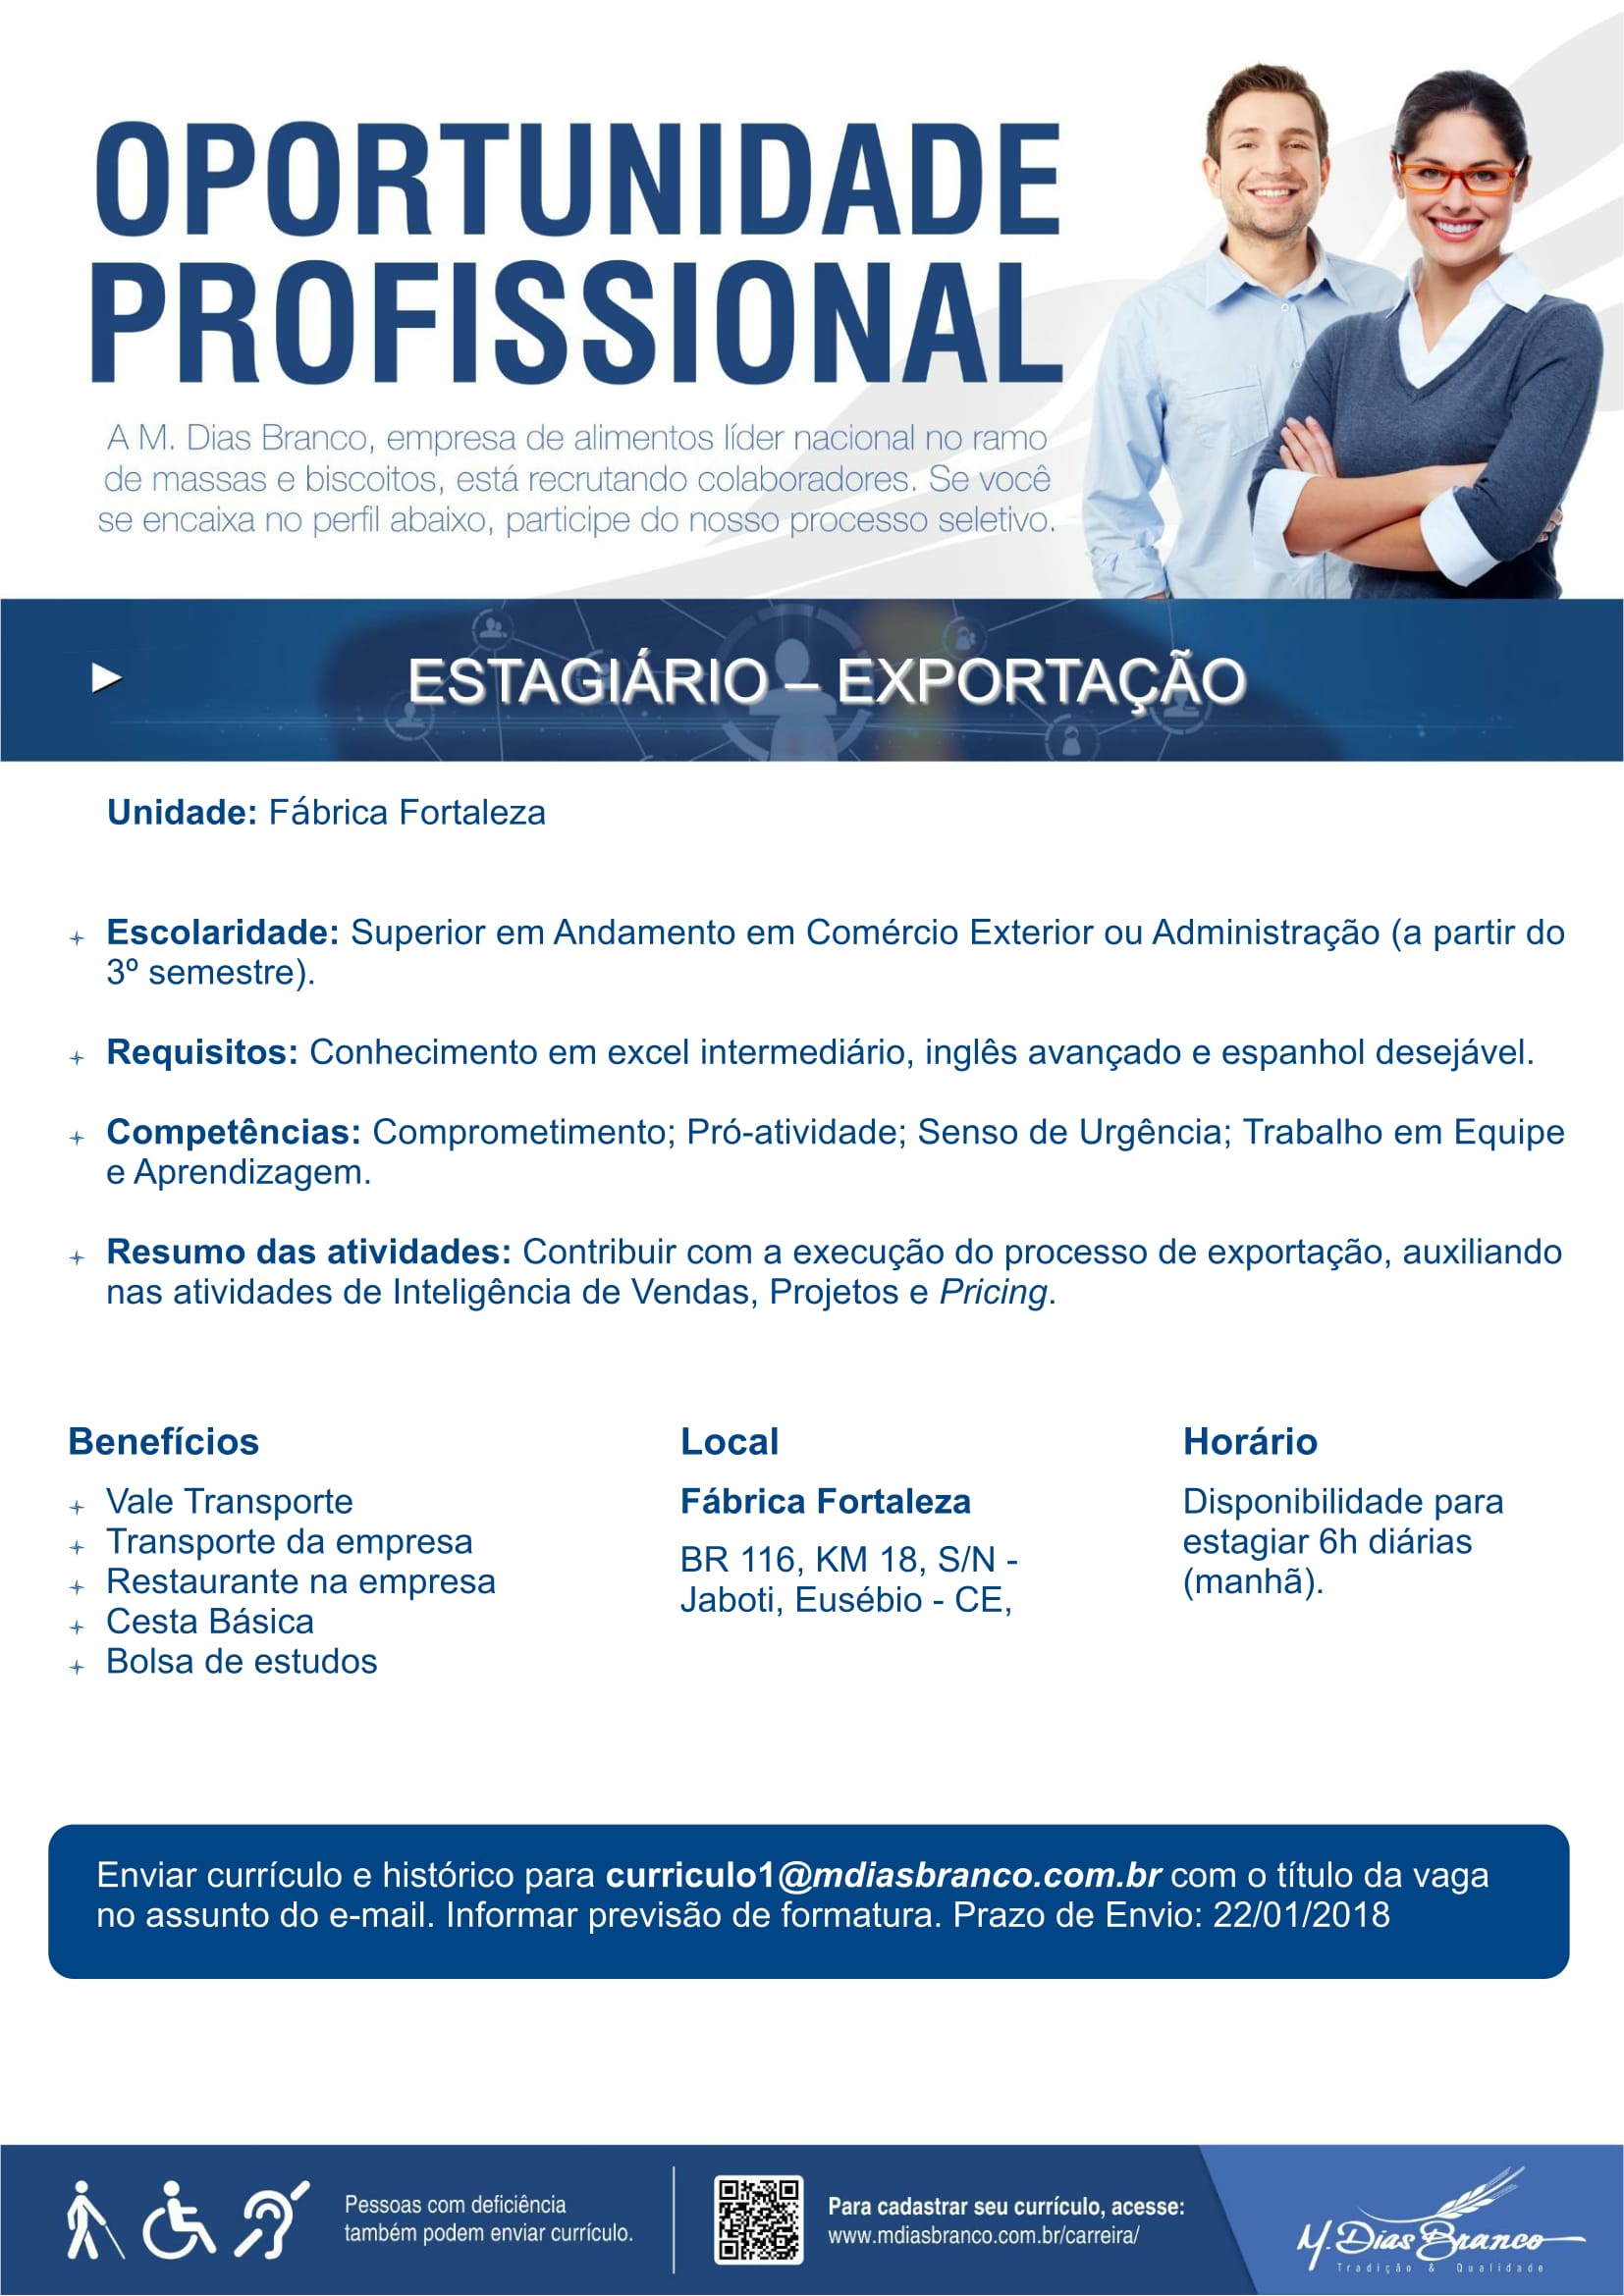 OPORTUNIDADE
PROFISSIONAL
A M. Dias Branco, empresa de alimentos líder nacional no ramo
de massas e biscoitos, está recrutando colaboradores. Se você
se encaixa no perfil abaixo, participe do nosso processo seletivo.
ESTAGIÁRIO – EXPORTAÇÃO
Unidade: Fábrica Fortaleza
Escolaridade: Superior em Andamento em Comércio Exterior ou Administração (a partir do
3º semestre).
Requisitos: Conhecimento em excel intermediário, inglês avançado e espanhol desejável.
Competências: Comprometimento; Pró-atividade; Senso de Urgência; Trabalho em Equipe
e Aprendizagem.
Resumo das atividades: Contribuir com a execução do processo de exportação, auxiliando
nas atividades de Inteligência de Vendas, Projetos e Pricing.
Benefícios
Vale Transporte
Transporte da empresa
Restaurante na empresa
Cesta Básica
Bolsa de estudos
Local
Fábrica Fortaleza
BR 116, KM 18, S/N -
Jaboti, Eusébio - CE,
Horário
Disponibilidade para
estagiar 6h diárias
(manhã).
Enviar currículo e histórico para curriculo1@mdiasbranco.com.br com o título da vaga
no assunto do e-mail. Informar previsão de formatura. Prazo de Envio: 22/01/2018
Pessoas com deficiência
também podem enviar currículo.
Para cadastrar seu currículo, acesse:
www.mdiasbranco.com.br/carreira/
M. Dias Branco
Tradição & Qualidade